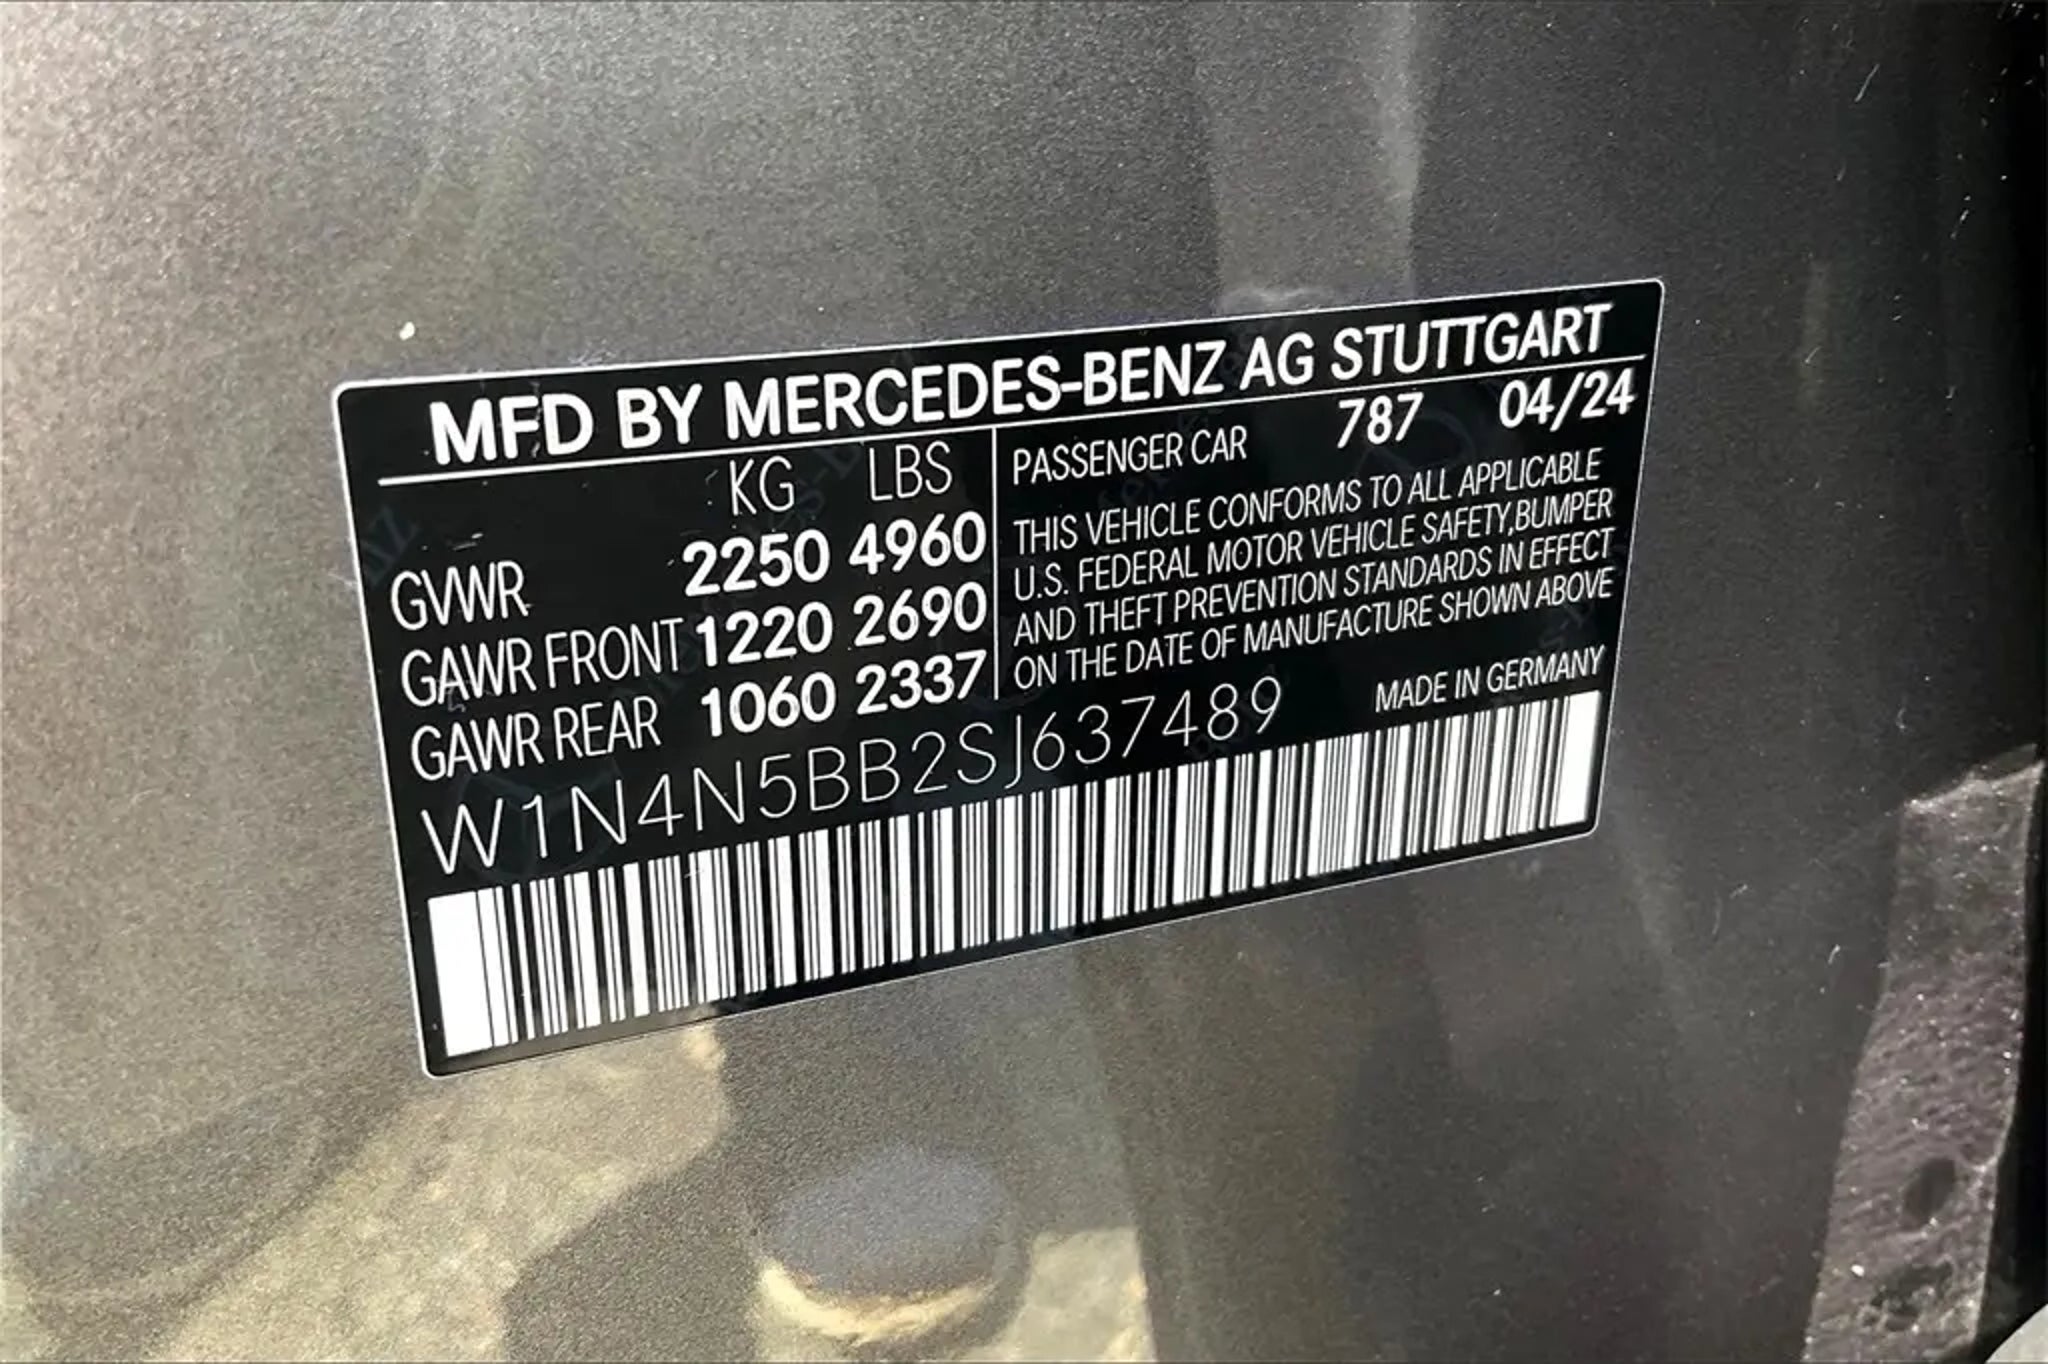 MFD BY MERCEDES-BENZ AG STUTTGART
KG LBS
GVWR 2250 4960
GAWR FRONT 1220 2690
GAWR REAR 1060 2337
PASSENGER CAR 787 04/24
THIS VEHICLE CONFORMS TO ALL APPLICABLE
U.S. FEDERAL MOTOR VEHICLE SAFETY,BUMPER
AND THEFT PREVENTION STANDARDS IN EFFECT
ON THE DATE OF MANUFACTURE SHOWN ABOVE
W1N4N5BB2SJ637489
MADE IN GERMANY